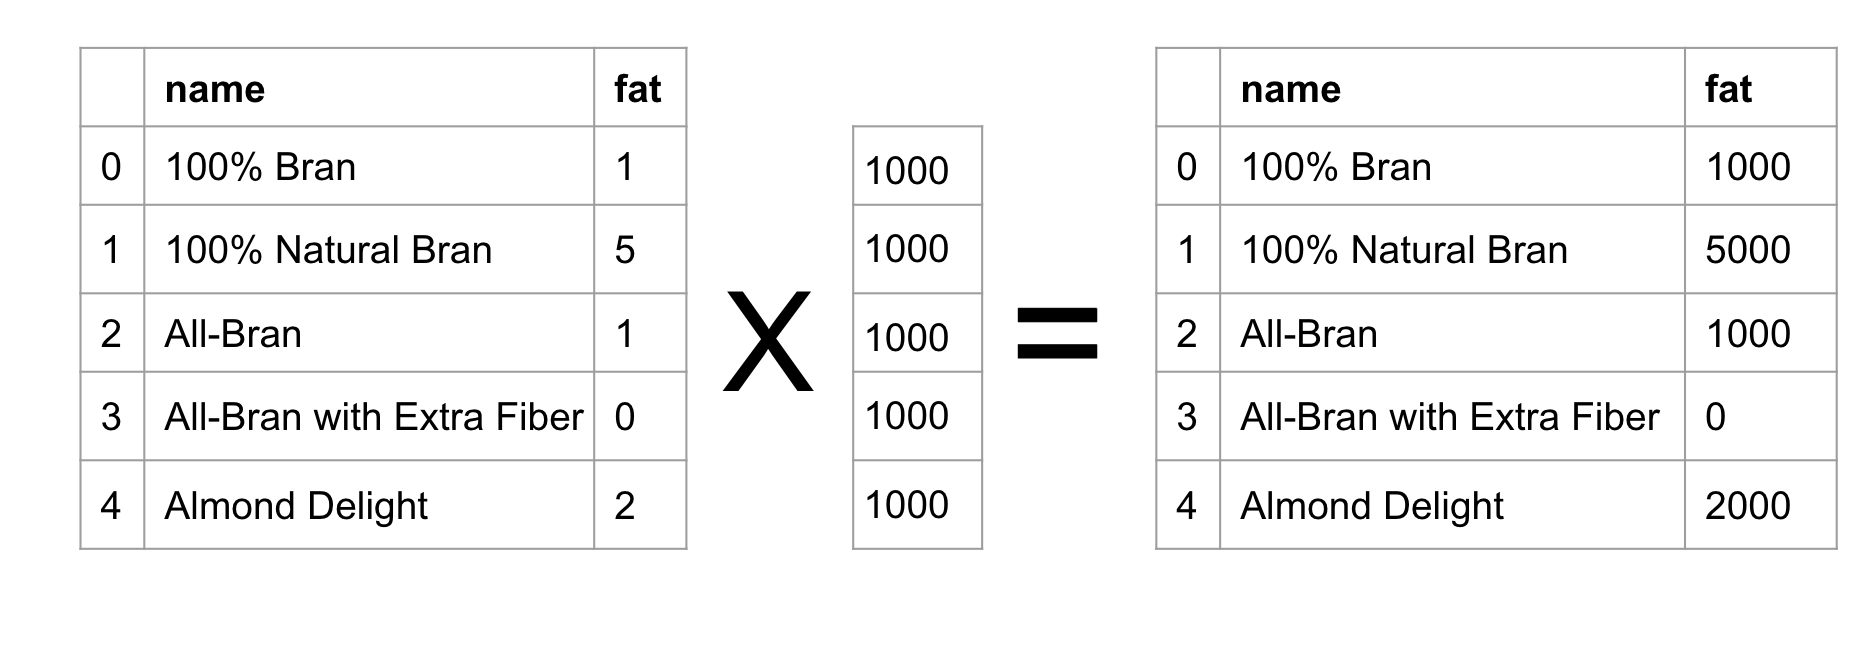 name fat
0 100% Bran 1
1 100% Natural Bran 5
2 All-Bran 1
3 All-Bran with Extra Fiber 0
4 Almond Delight 2
X
1000
1000
1000
1000
1000
=
name fat
0 100% Bran 1000
1 100% Natural Bran 5000
2 All-Bran 1000
3 All-Bran with Extra Fiber 0
4 Almond Delight 2000